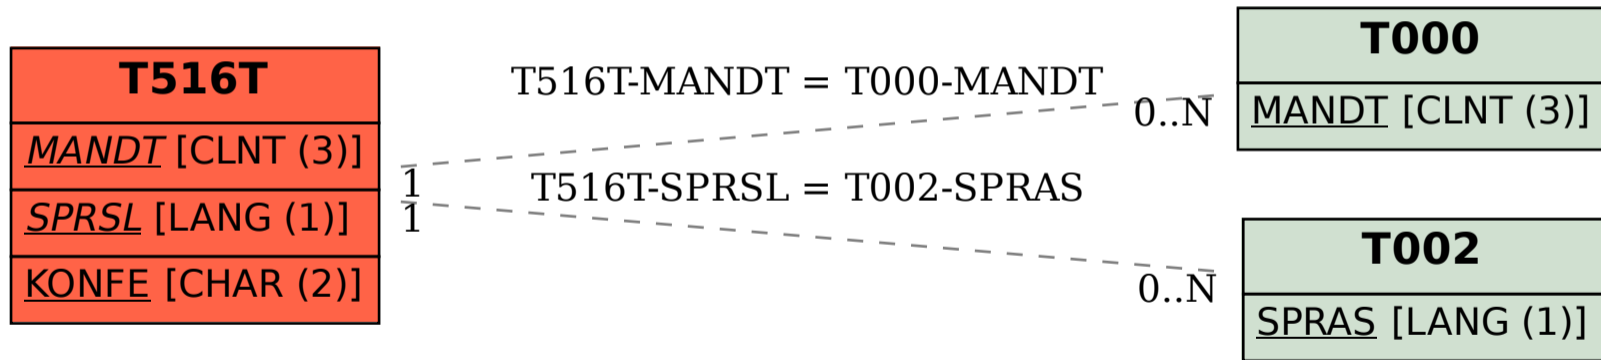 T516T
MANDT [CLNT (3)]
SPRSL [LANG (1)]
KONFE [CHAR (2)]
T516T-MANDT = T000-MANDT
0..N
1
T516T-SPRSL = T002-SPRAS
1
0..N
T000
MANDT [CLNT (3)]
T002
SPRAS [LANG (1)]